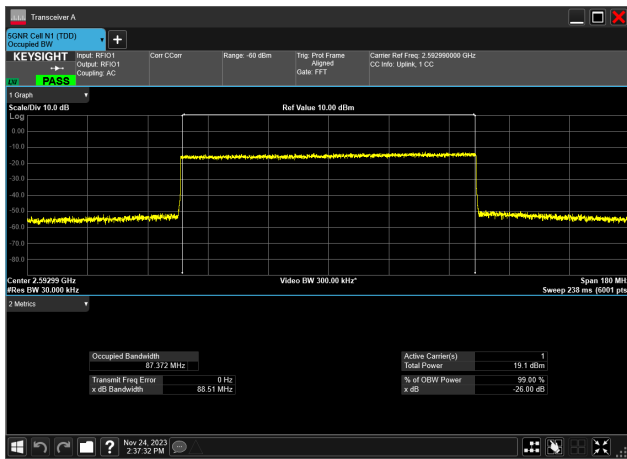 Transceiver A
5GNR Cell N1 (TDD)
Occupied BW
KEYSIGHT
Input: RFIO1
Output: RFIO1
Coupling: AC
Corr CCorr
Range: -60 dBm
Trig: Prot Frame
Aligned
Gate: FFT
Carrier Ref Freq: 2.592990000 GHz
CC Info: Uplink, 1 CC
PASS
1 Graph
Scale/Div 10.0 dB
Ref Value 10.00 dBm
Log
0.00
-10.0
-20.0
-30.0
-40.0
-50.0
-60.0
-70.0
-80.0
Center 2.59299 GHz
Video BW 300.00 kHz*
Span 180 MHz
#Res BW 30.000 kHz
Sweep 238 ms (6001 pts)
2 Metrics
Occupied Bandwidth
87.372 MHz
Active Carrier(s) 1
Total Power 19.1 dBm
Transmit Freq Error 0 Hz
x dB Bandwidth 88.51 MHz
% of OBW Power 99.00 %
x dB -26.00 dB
?
Nov 24, 2023
2:37:32 PM